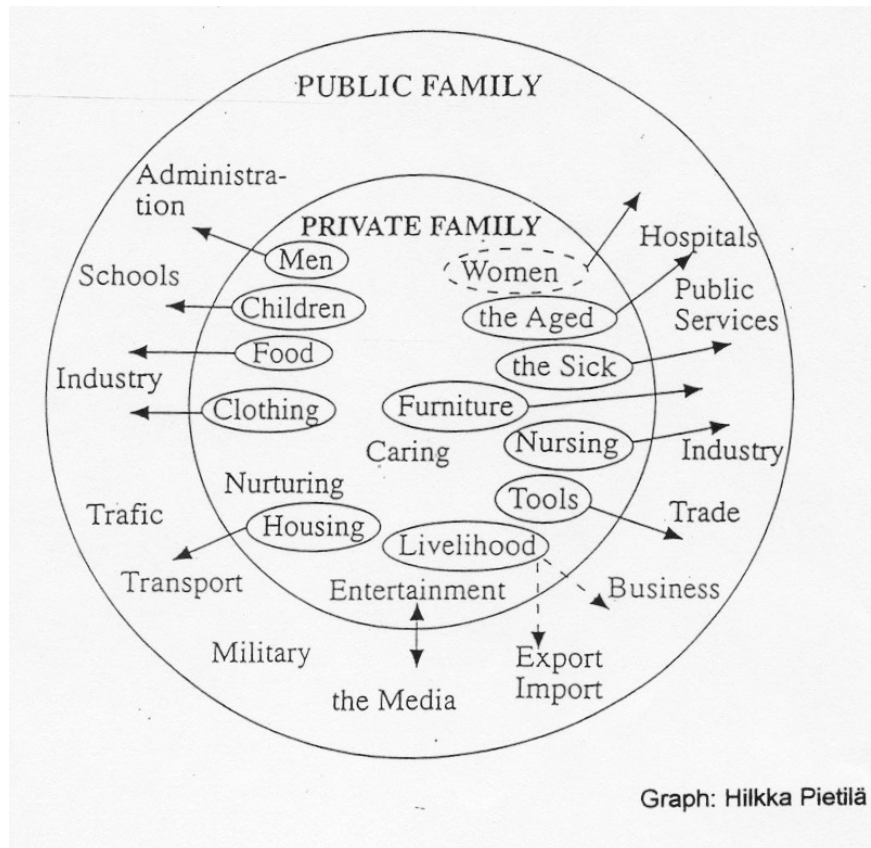 PUBLIC FAMILY
Administra-
tion
PRIVATE FAMILY
Men
Women
Hospitals
Schools
Children
the Aged
Public
Services
Food
the Sick
Industry
Clothing
Furniture
Caring
Nursing
Industry
Nurturing
Tools
Trafic
Housing
Trade
Livelihood
Transport
Entertainment
Business
Military
Export
Import
the Media
Graph: Hilkka Pietilä